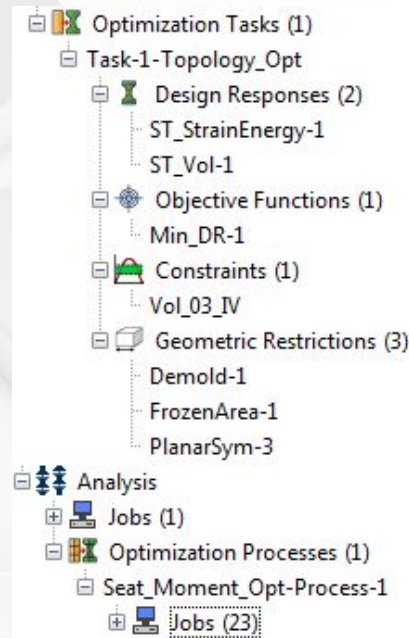 Optimization Tasks (1)
Task-1-Topology_Opt
Design Responses (2)
ST_StrainEnergy-1
ST_Vol-1
Objective Functions (1)
Min_DR-1
Constraints (1)
Vol_03_IV
Geometric Restrictions (3)
Demold-1
FrozenArea-1
PlanarSym-3
Analysis
Jobs (1)
Optimization Processes (1)
Seat_Moment_Opt-Process-1
Jobs (23)